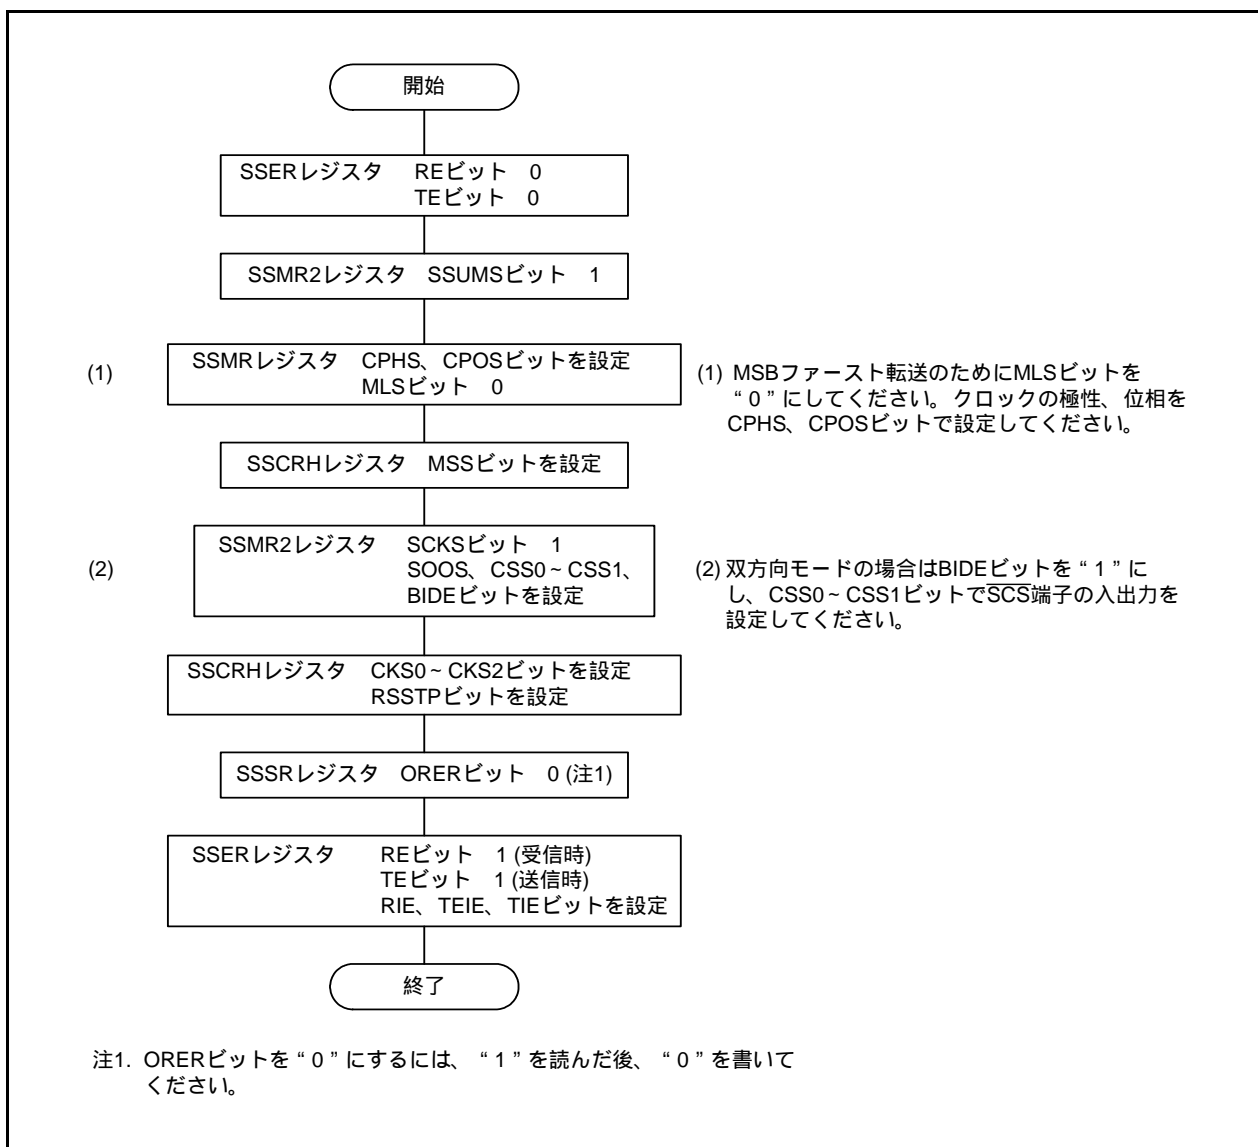 開始
SSERレジスタ REビット 0
TEビット 0
SSMR2レジスタ SSUMSビット 1
(1)
SSMRレジスタ CPHS、CPOSビットを設定
MLSビット 0
(1) MSBファースト転送のためにMLSビットを
“0”にしてください。クロックの極性、位相を
CPHS、CPOSビットで設定してください。
SSCRHレジスタ MSSビットを設定
(2)
SSMR2レジスタ SCKSビット 1
SOOS、CSS0~CSS1、
BIDEビットを設定
(2) 双方向モードの場合はBIDEビットを“1”に
し、CSS0~CSS1ビットでSCS端子の入出力を
設定してください。
SSCRHレジスタ CKS0~CKS2ビットを設定
RSSTPビットを設定
SSSRレジスタ ORERビット 0 (注1)
SSERレジスタ REビット 1 (受信時)
TEビット 1 (送信時)
RIE、TEIE、TIEビットを設定
終了
注1. ORERビットを“0”にするには、“1”を読んだ後、“0”を書いて
ください。